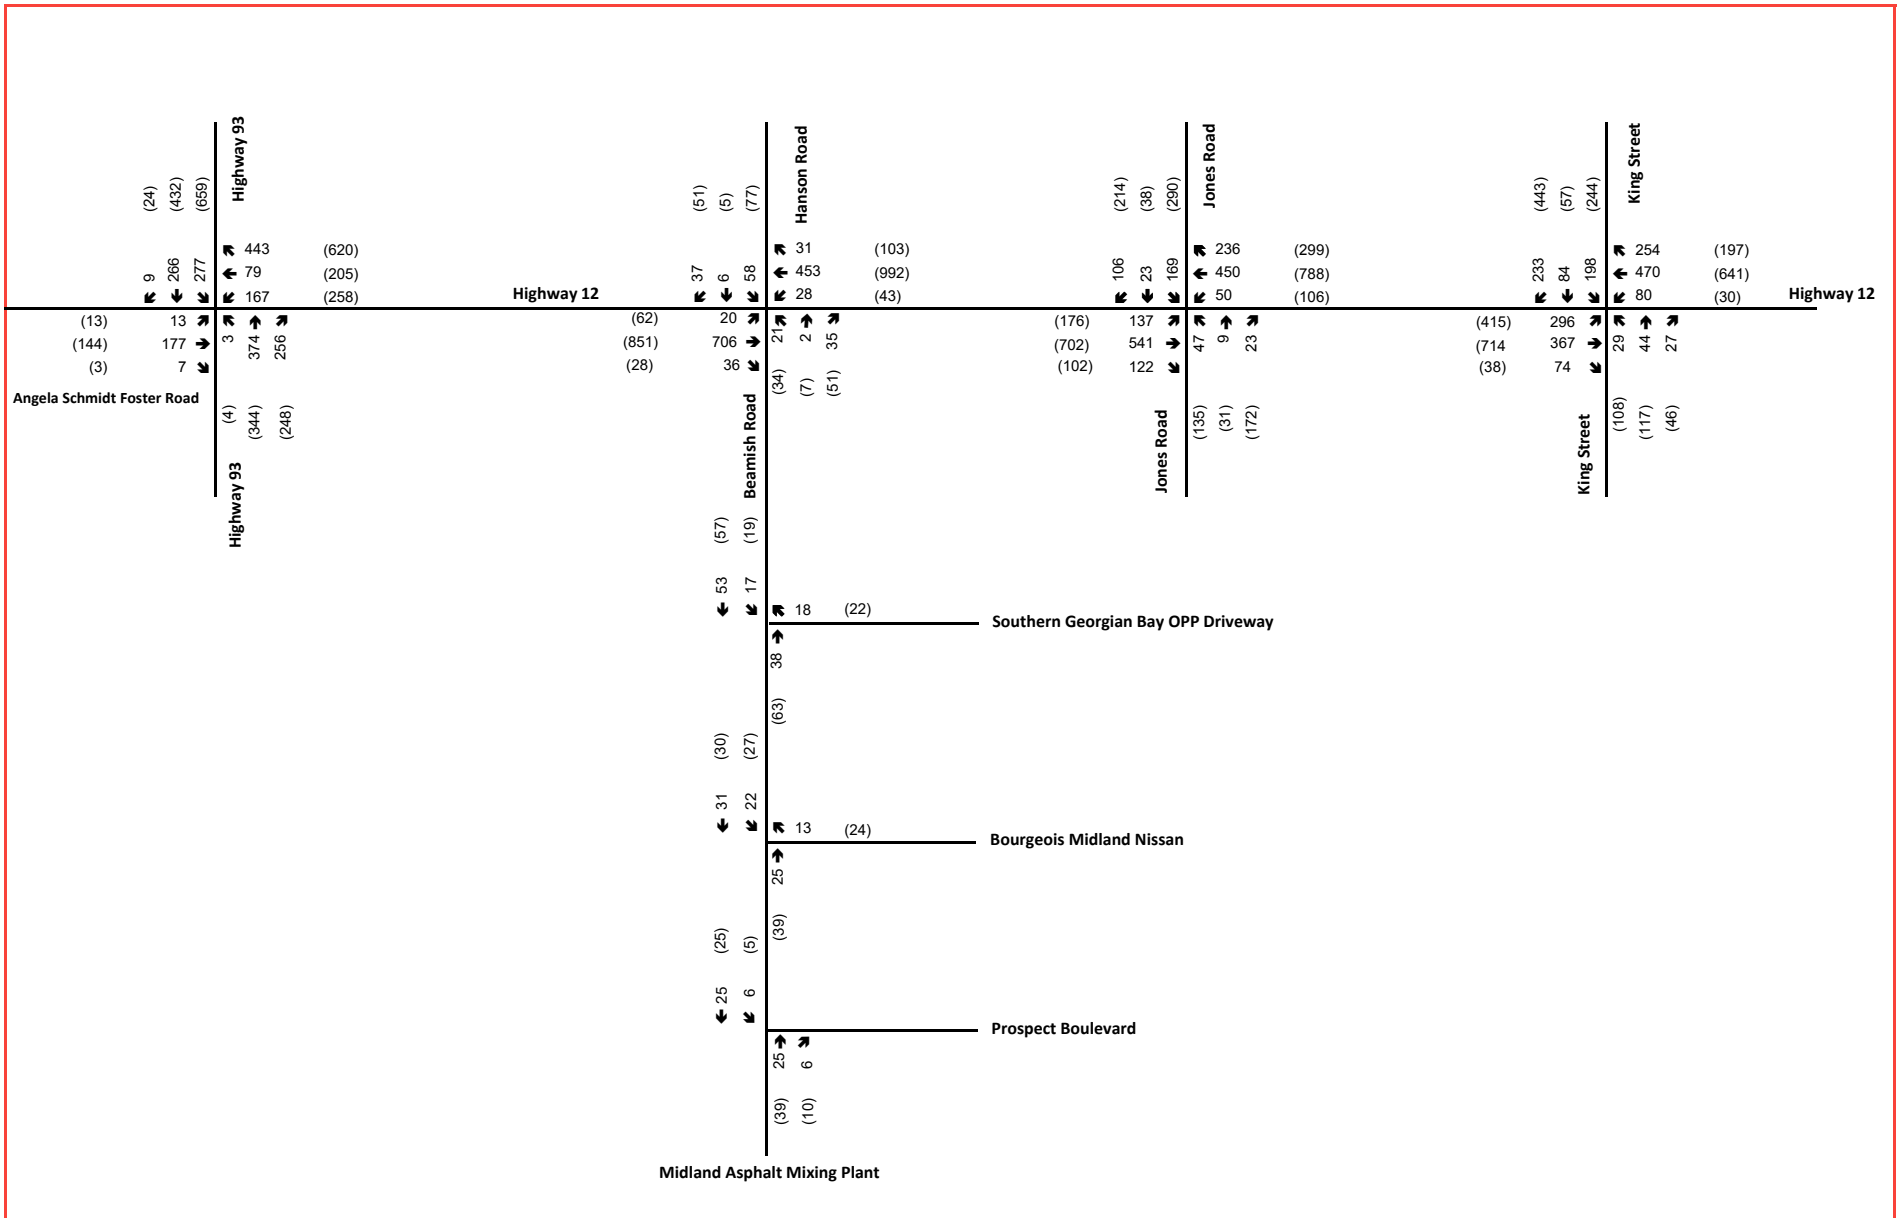 Highway 93
(24) (432) (659)
9 266 277
443 (620)
79 (205)
167 (258)
(13) 13
(144) 177
(3) 7
Angela Schmidt Foster Road
3 374 256
(4) (344) (248)
Highway 93
Highway 12
Hanson Road
(51) (5) (77)
37 6 58
31 (103)
453 (992)
28 (43)
(62) 20
(851) 706
(28) 36
21 2 35
(34) (7) (51)
Beamish Road
Jones Road
(214) (38) (290)
106 23 169
236 (299)
450 (788)
50 (106)
(176) 137
(702) 541
(102) 122
47 9 23
(135) (31) (172)
Jones Road
King Street
(443) (57) (244)
233 84 198
254 (197)
470 (641)
80 (30)
Highway 12
(415) 296
(714 367
(38) 74
29 44 27
(108) (117) (46)
King Street
(57) (19)
53 17
18 (22)
Southern Georgian Bay OPP Driveway
38
(63)
(30) (27)
31 22
13 (24)
Bourgeois Midland Nissan
25
(39)
(25) (5)
25 6
Prospect Boulevard
25 6
(39) (10)
Midland Asphalt Mixing Plant